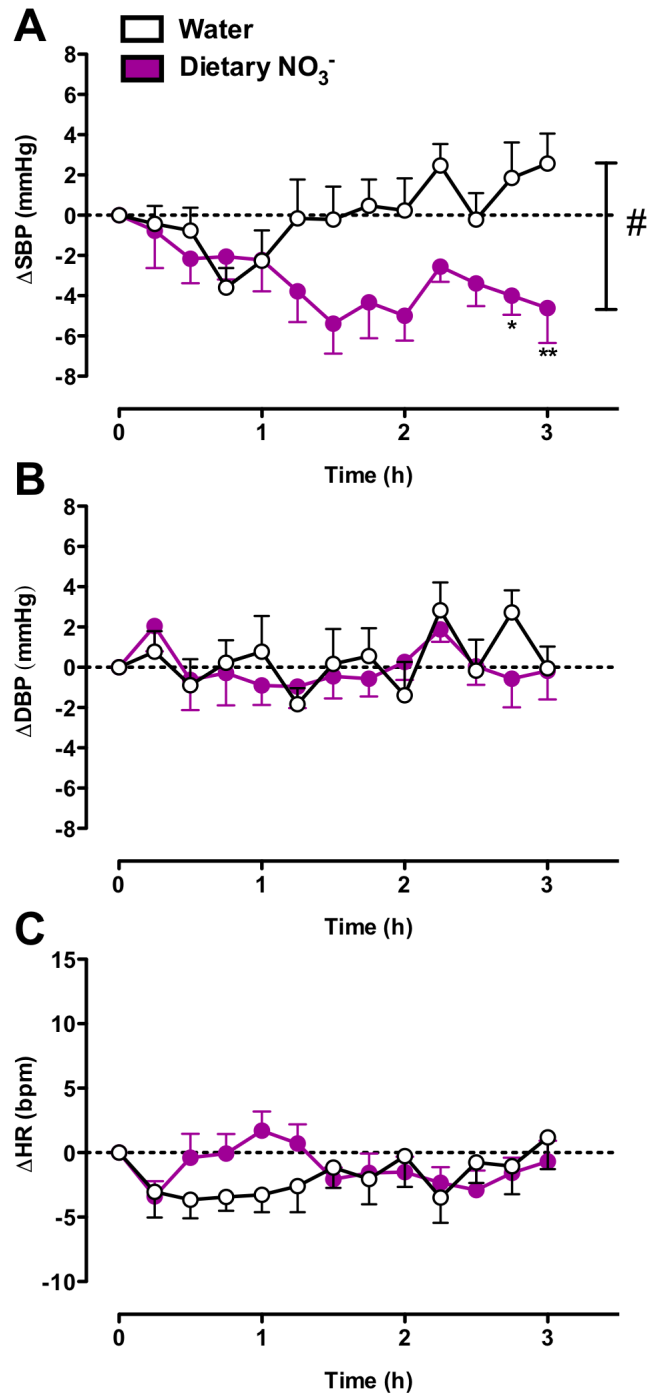 A
Water
Dietary NO₃⁻
8
6
4
2
0
-2
-4
-6
-8
ΔSBP (mmHg)
#
*
**
0 1 2 3
Time (h)
B
8
6
4
2
0
-2
-4
-6
-8
ΔDBP (mmHg)
0 1 2 3
Time (h)
C
15
10
5
0
-5
-10
ΔHR (bpm)
0 1 2 3
Time (h)